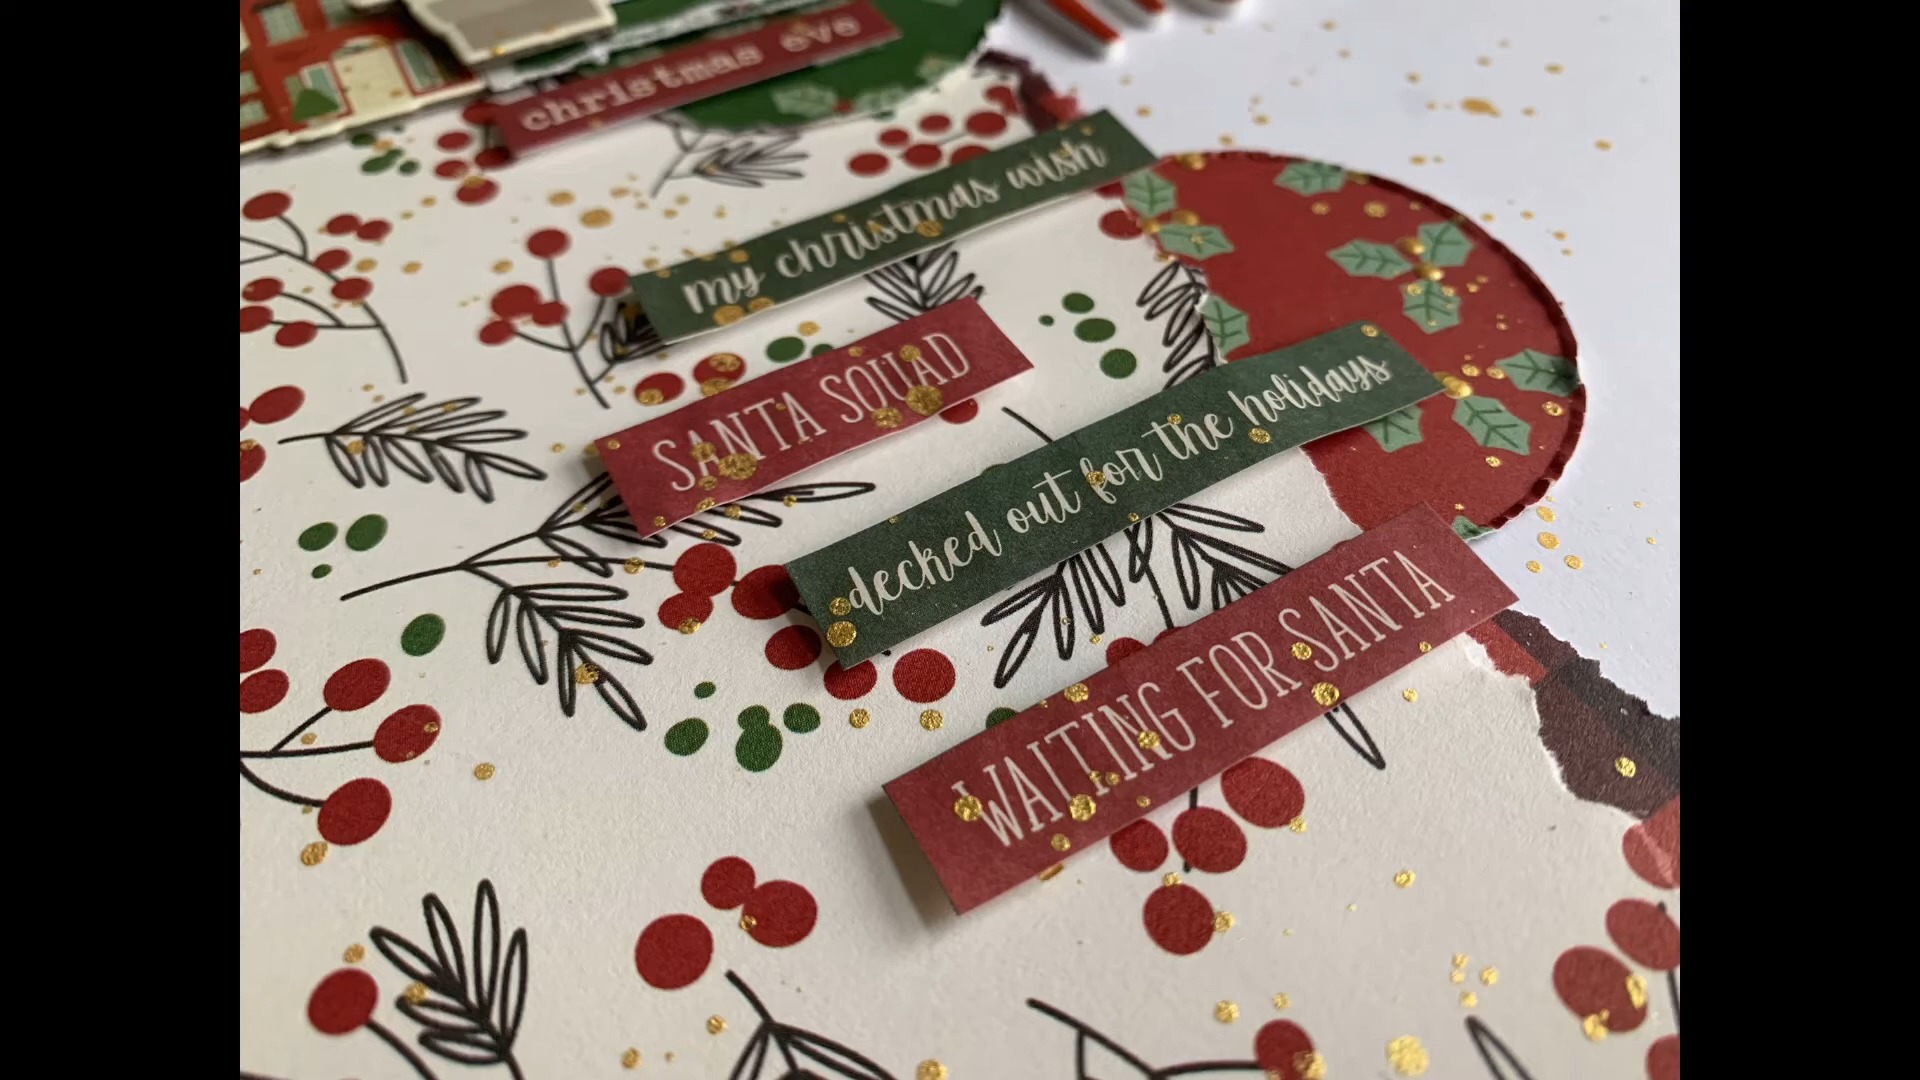 christmas eve
my christmas wish
SANTA SQUAD
decked out for the holidays
WAITING FOR SANTA